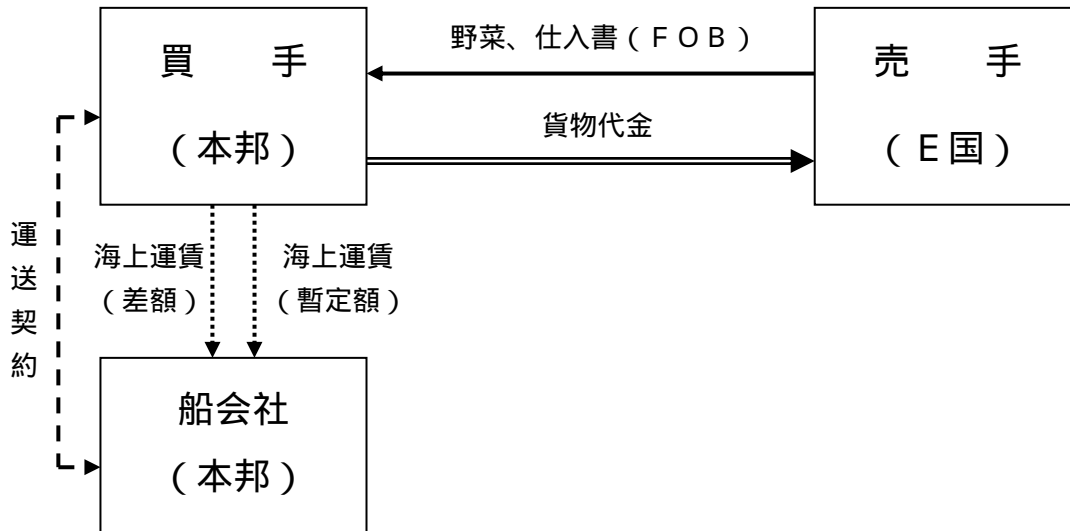 買　　手
（本邦）
野菜、仕入書（ＦＯＢ）
貨物代金
売　　手
（Ｅ国）
運送契約
海上運賃
（差額）
海上運賃
（暫定額）
船会社
（本邦）